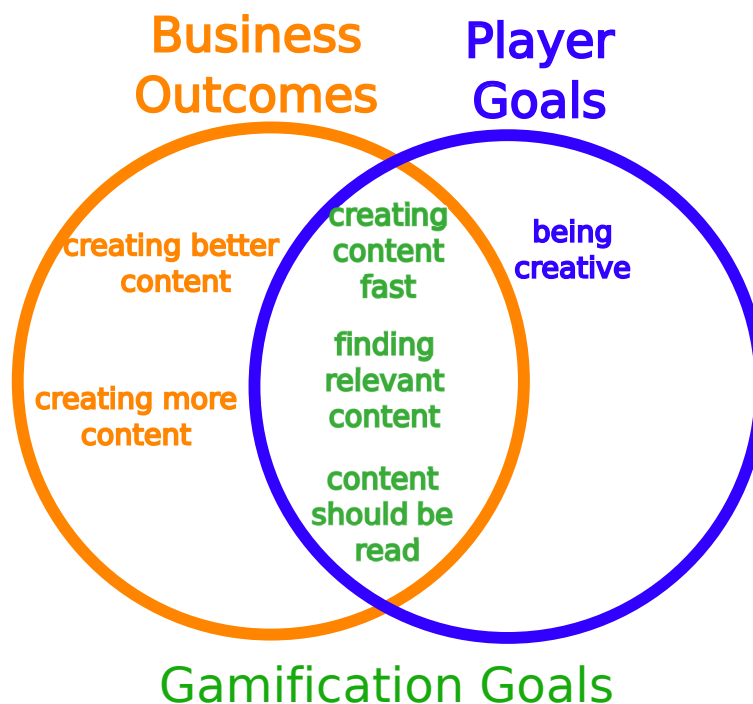 Business
Outcomes
Player
Goals
creating better
content
creating more
content
creating
content
fast
finding
relevant
content
content
should be
read
being
creative
Gamification Goals